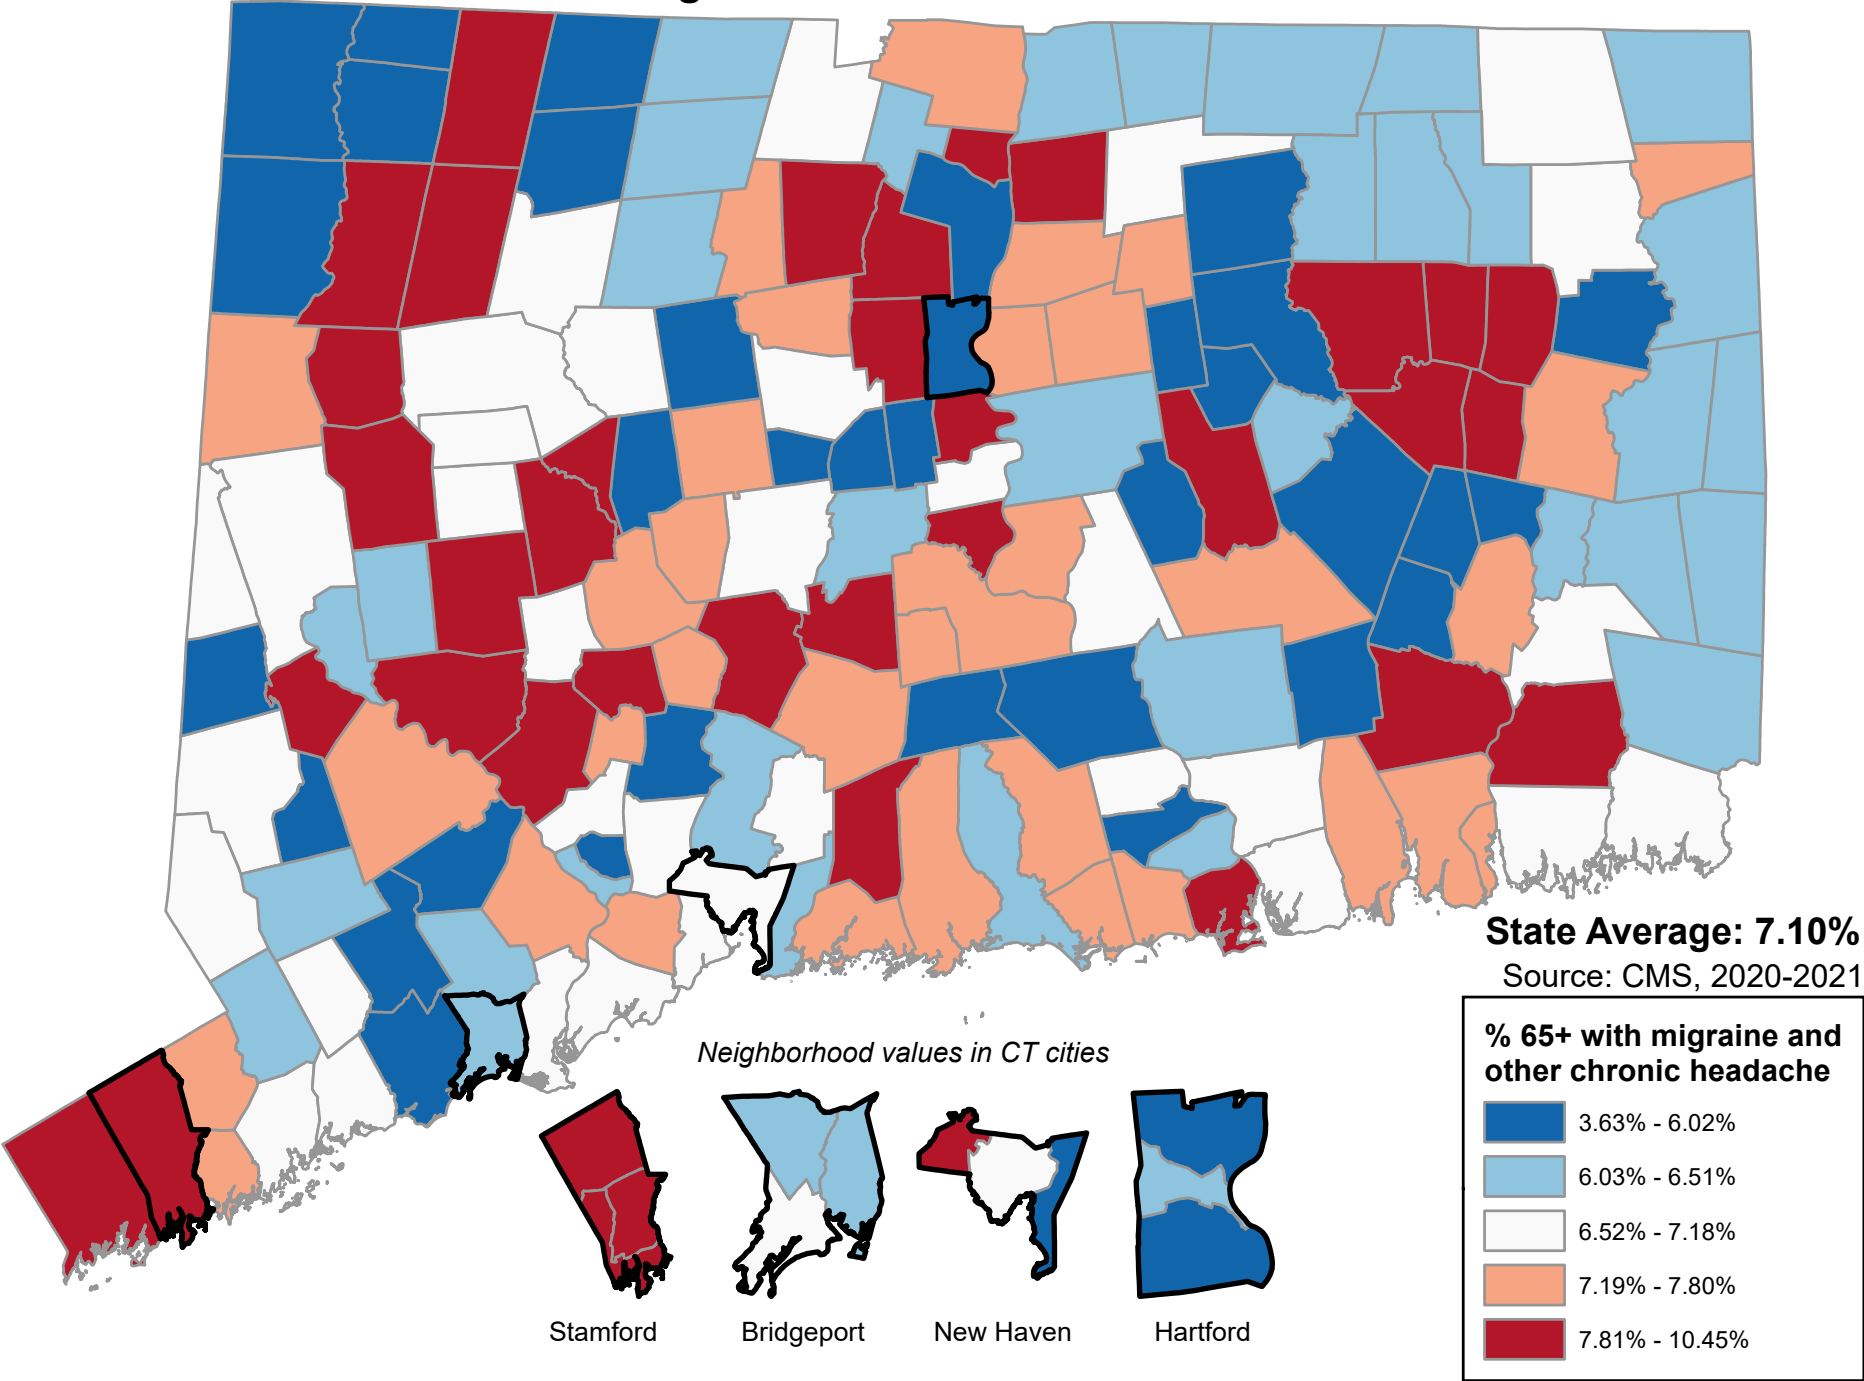 State Average: 7.10%
Source: CMS, 2020-2021
% 65+ with migraine and
other chronic headache
3.63% - 6.02%
6.03% - 6.51%
6.52% - 7.18%
7.19% - 7.80%
7.81% - 10.45%
Neighborhood values in CT cities
Stamford
Bridgeport
New Haven
Hartford